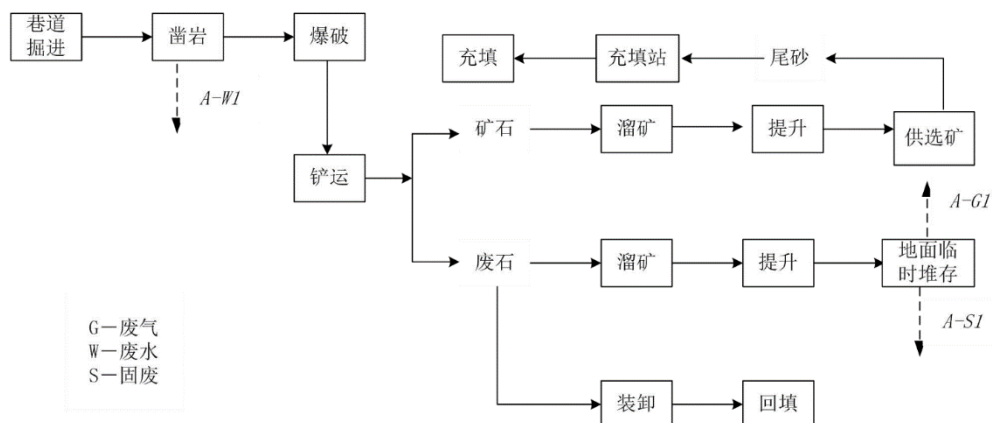 巷道
掘进
凿岩
爆破
A-W1
充填
充填站
尾砂
矿石
溜矿
提升
供选矿
铲运
A-G1
废石
溜矿
提升
地面临
时堆存
A-S1
G—废气
W—废水
S—固废
装卸
回填